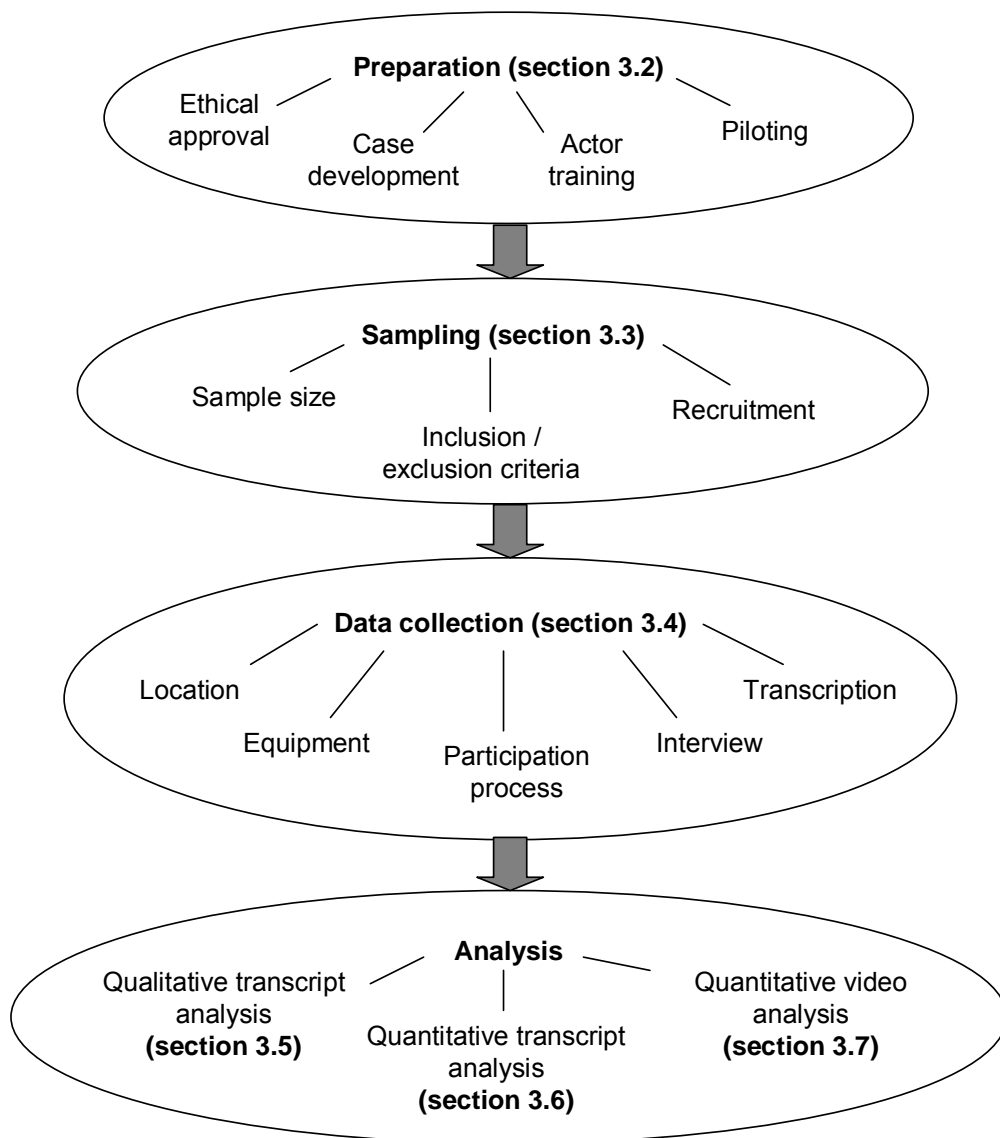 Preparation (section 3.2)
Ethical
approval
Case
development
Actor
training
Piloting
Sampling (section 3.3)
Sample size
Inclusion /
exclusion criteria
Recruitment
Data collection (section 3.4)
Location
Equipment
Participation
process
Interview
Transcription
Analysis
Qualitative transcript
analysis
(section 3.5)
Quantitative transcript
analysis
(section 3.6)
Quantitative video
analysis
(section 3.7)